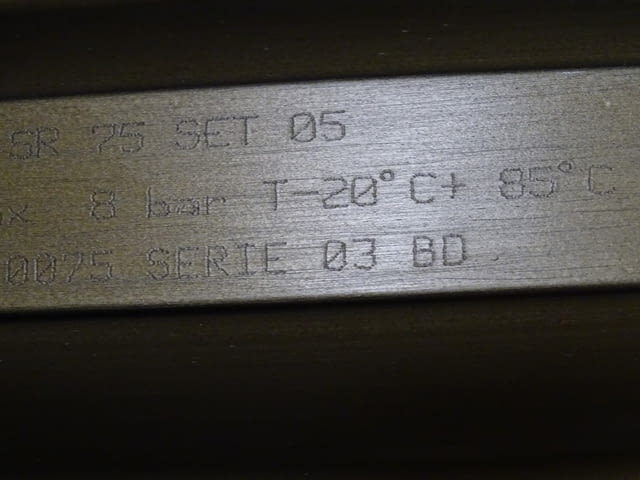 SR 75 SET 05
8 bar T-20°C+ 85°C
0075 SERIE 03 BD